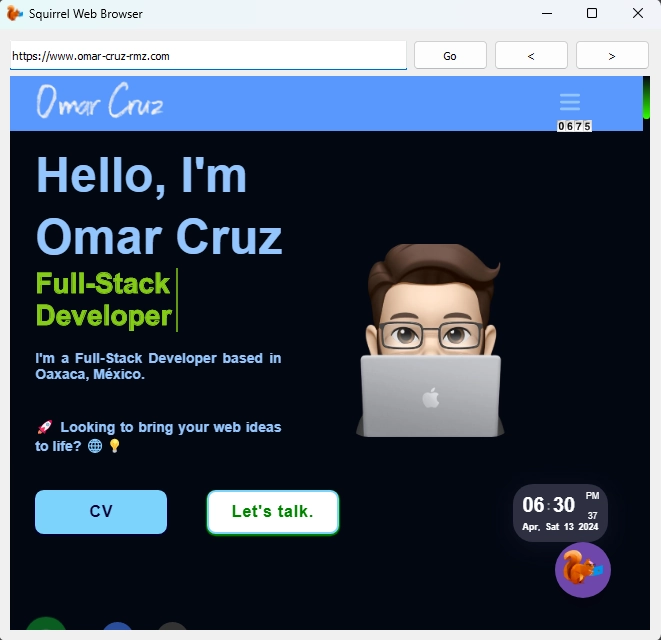 Squirrel Web Browser
https://www.omar-cruz-rmz.com
Go
<
>
Omar Cruz
0675
Hello, I'm
Omar Cruz
Full-Stack
Developer
I'm a Full-Stack Developer based in
Oaxaca, México.
🚀 Looking to bring your web ideas
to life? 🌐 💡
CV
Let's talk.
06:30 PM
37
Apr, Sat 13 2024